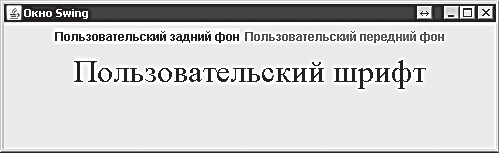 Окно Swing
Пользовательский задний фон Пользовательский передний фон
Пользовательский шрифт